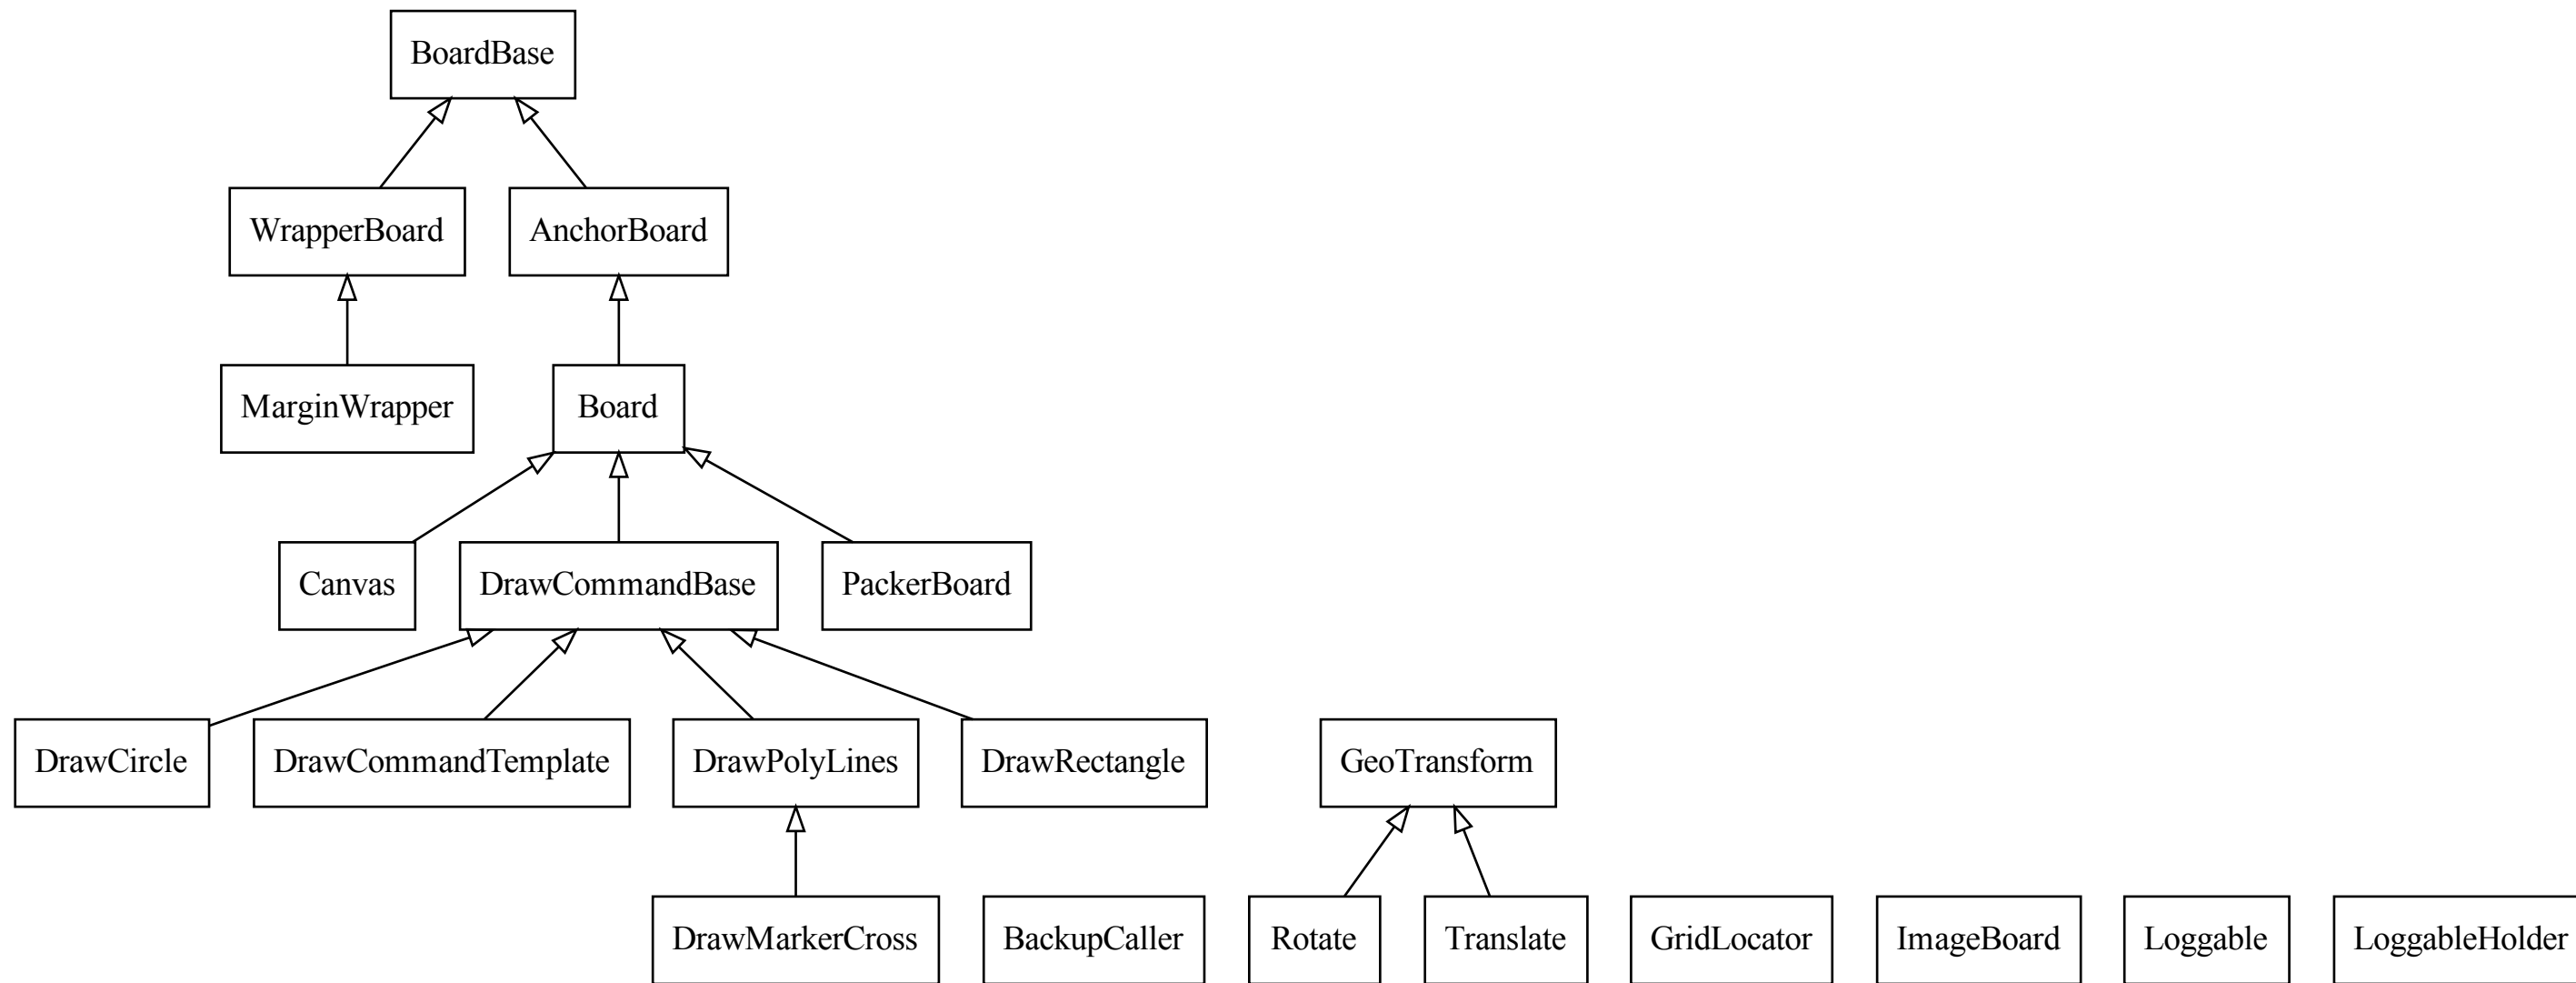 BoardBase
WrapperBoard
AnchorBoard
MarginWrapper
Board
Canvas
DrawCommandBase
PackerBoard
DrawCircle
DrawCommandTemplate
DrawPolyLines
DrawRectangle
GeoTransform
DrawMarkerCross
BackupCaller
Rotate
Translate
GridLocator
ImageBoard
Loggable
LoggableHolder